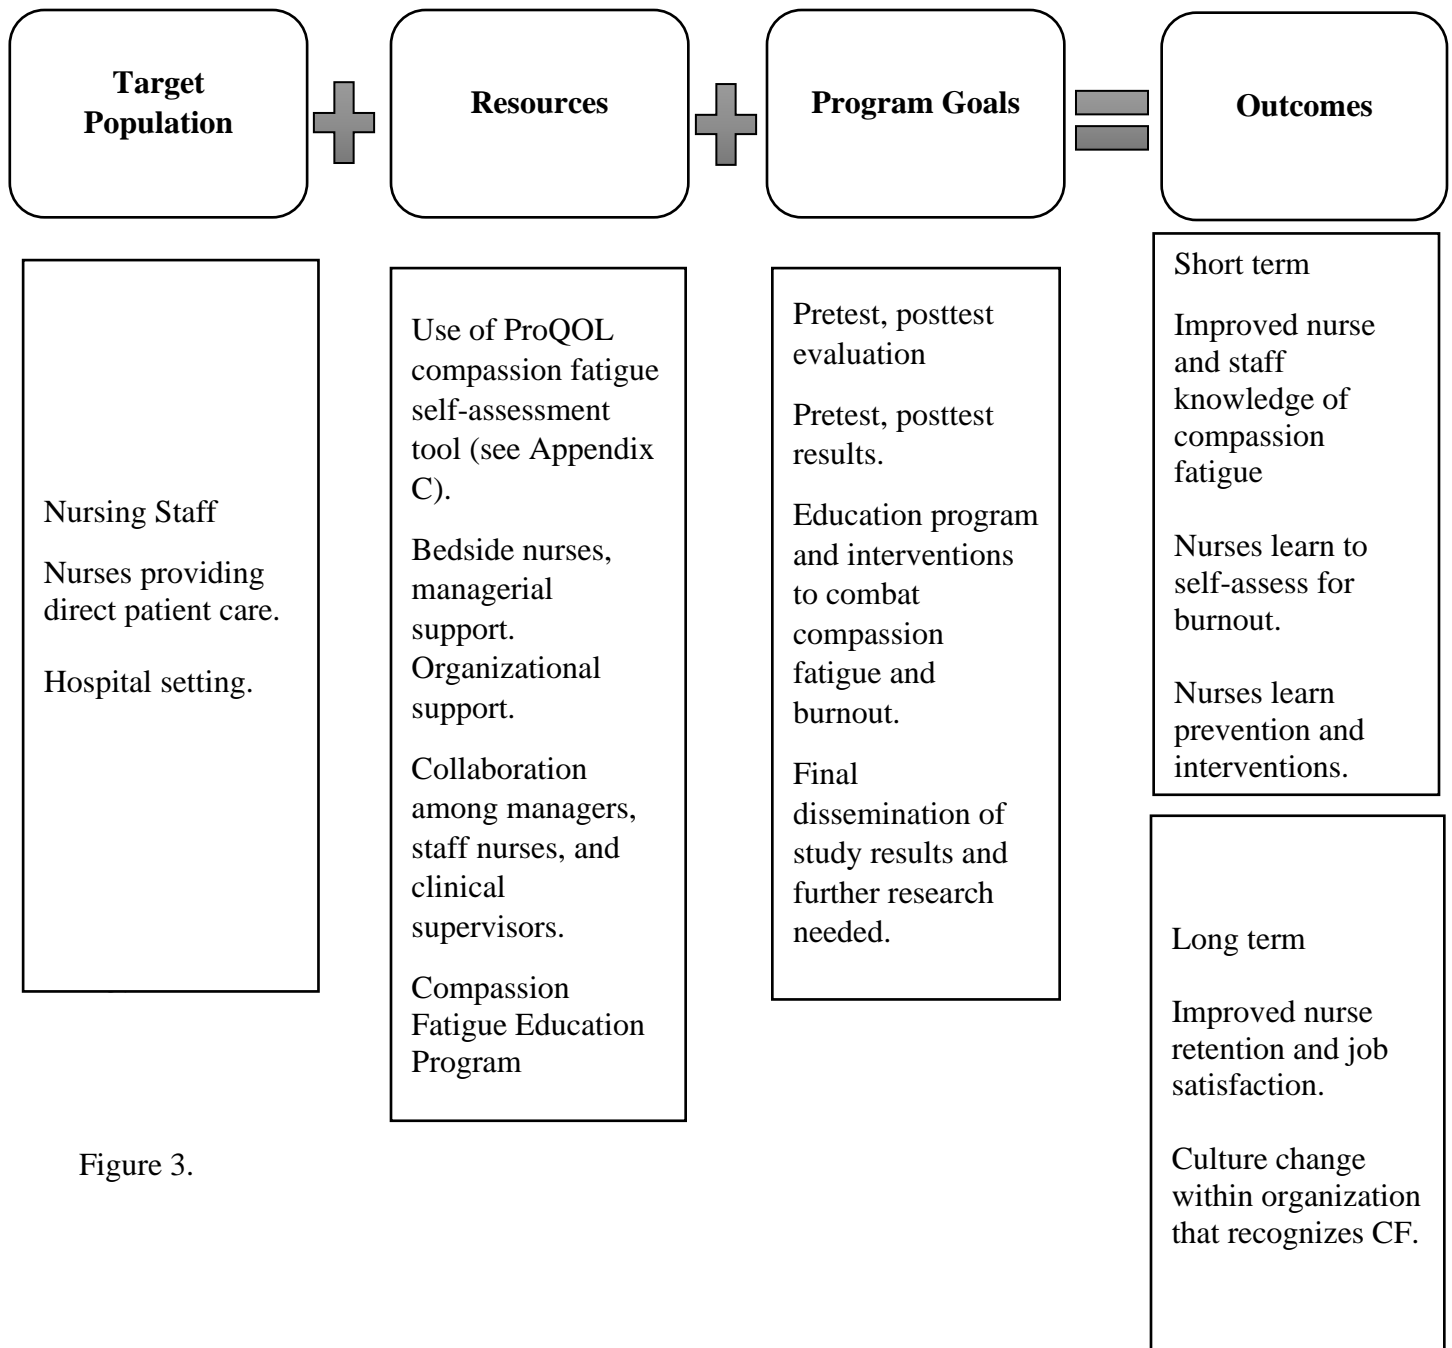 Target
Population
Resources
Program Goals
Outcomes
Nursing Staff
Nurses providing
direct patient care.
Hospital setting.
Use of ProQOL
compassion fatigue
self-assessment
tool (see Appendix
C).
Bedside nurses,
managerial
support.
Organizational
support.
Collaboration
among managers,
staff nurses, and
clinical
supervisors.
Compassion
Fatigue Education
Program
Pretest, posttest
evaluation
Pretest, posttest
results.
Education program
and interventions
to combat
compassion
fatigue and
burnout.
Final
dissemination of
study results and
further research
needed.
Short term
Improved nurse
and staff
knowledge of
compassion
fatigue
Nurses learn to
self-assess for
burnout.
Nurses learn
prevention and
interventions.
Long term
Improved nurse
retention and job
satisfaction.
Culture change
within organization
that recognizes CF.
Figure 3.